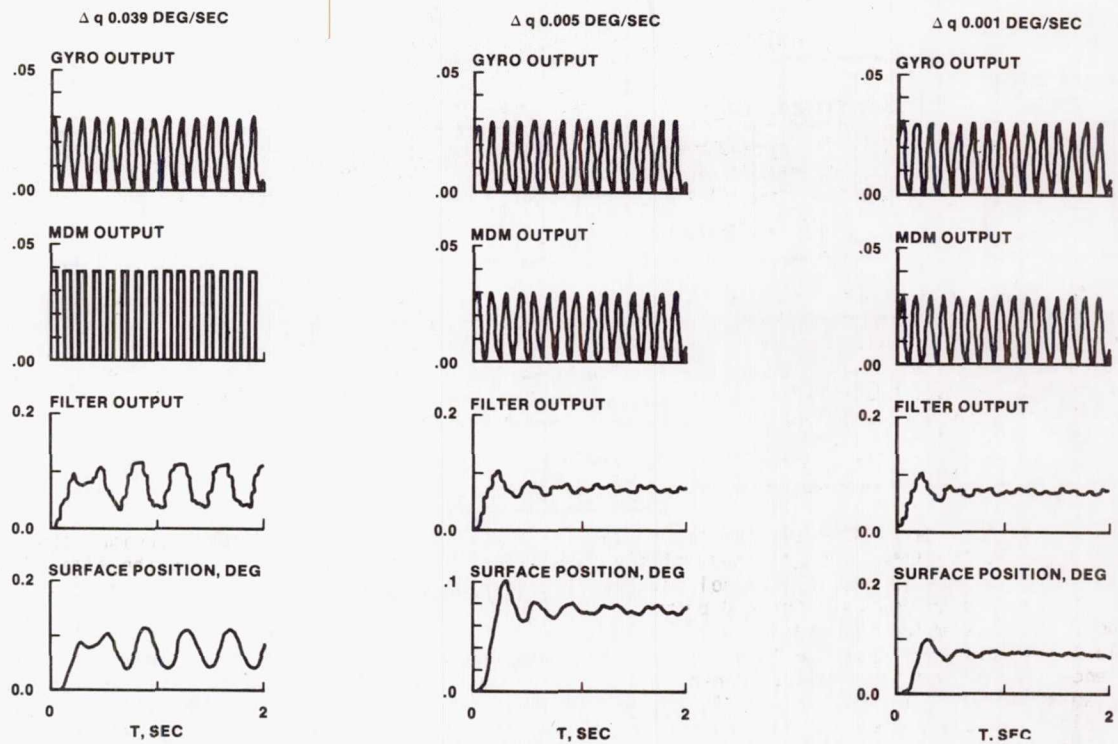 Δ q 0.039 DEG/SEC
GYRO OUTPUT
.05
.00
MDM OUTPUT
.05
.00
FILTER OUTPUT
0.2
0.0
SURFACE POSITION, DEG
0.2
0.0
0
2
T, SEC
Δ q 0.005 DEG/SEC
GYRO OUTPUT
.05
.00
MDM OUTPUT
.05
.00
FILTER OUTPUT
0.2
0.0
SURFACE POSITION, DEG
.1
.0
0
2
T, SEC
Δ q 0.001 DEG/SEC
GYRO OUTPUT
.05
.00
MDM OUTPUT
.05
.00
FILTER OUTPUT
0.2
0.0
SURFACE POSITION, DEG
0.2
0.0
0
2
T, SEC